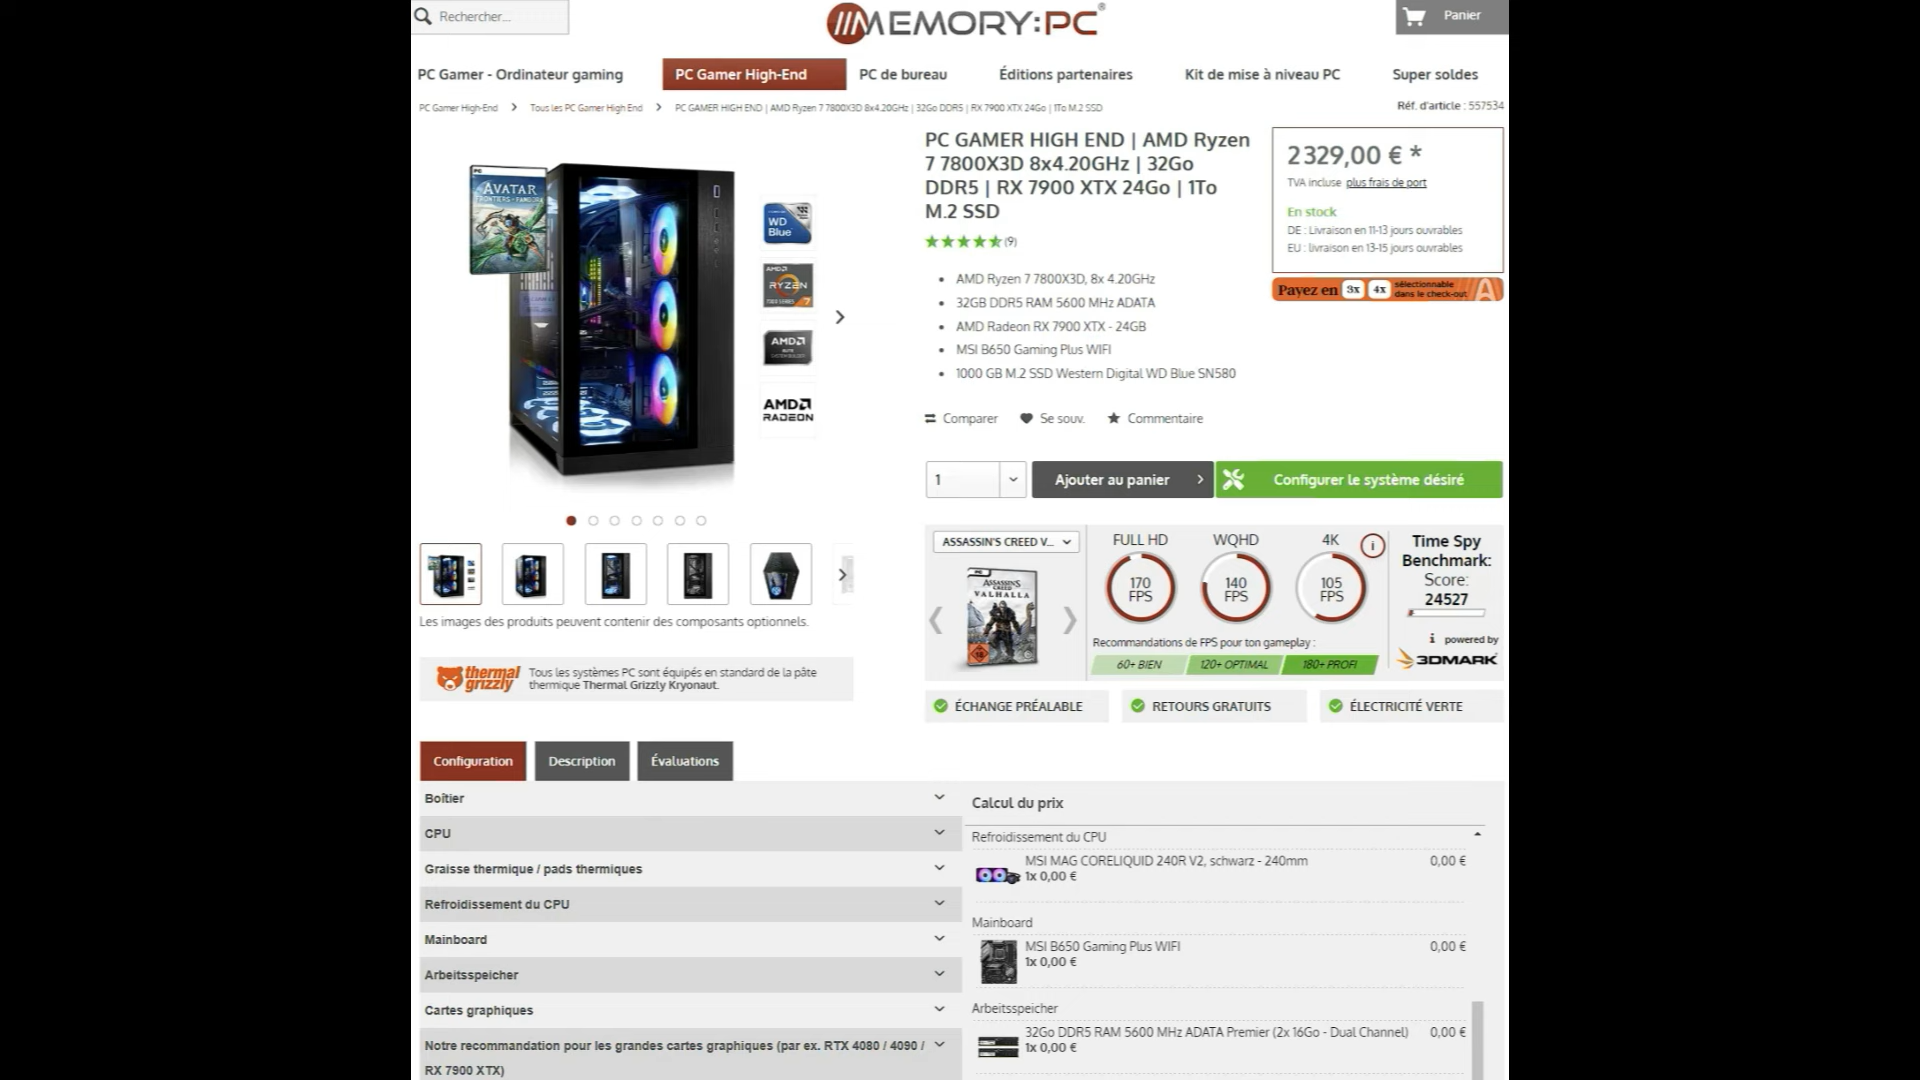 Rechercher...
MEMORY:PC®
Panier
PC Gamer - Ordinateur gaming
PC Gamer High-End
PC de bureau
Éditions partenaires
Kit de mise à niveau PC
Super soldes
PC Gamer High-End > Tous les PC Gamer High End > PC GAMER HIGH END | AMD Ryzen 7 7800X3D 8x4.20GHz | 32Go DDR5 | RX 7900 XTX 24Go | 1To M.2 SSD
Réf. d'article : 557534
PC
AVATAR
FRONTIERS of PANDORA
WD
Blue
AMD
RYZEN
7
AMD
AMD
RADEON
PC GAMER HIGH END | AMD Ryzen
7 7800X3D 8x4.20GHz | 32Go
DDR5 | RX 7900 XTX 24Go | 1To
M.2 SSD
(9)
2 329,00 € *
TVA incluse plus frais de port
En stock
DE : Livraison en 11-13 jours ouvrables
EU : livraison en 13-15 jours ouvrables
Payez en 3x 4x sélectionnable
dans le check-out
AMD Ryzen 7 7800X3D, 8x 4.20GHz
32GB DDR5 RAM 5600 MHz ADATA
AMD Radeon RX 7900 XTX - 24GB
MSI B650 Gaming Plus WIFI
1000 GB M.2 SSD Western Digital WD Blue SN580
Comparer
Se souv.
Commentaire
1
Ajouter au panier
Configurer le système désiré
Les images des produits peuvent contenir des composants optionnels.
thermal
grizzly
Tous les systèmes PC sont équipés en standard de la pâte
thermique Thermal Grizzly Kryonaut.
ASSASSIN'S CREED V...
ASSASSINS
CREED
VALHALLA
18
FULL HD
170
FPS
WQHD
140
FPS
4K
105
FPS
i
Recommandations de FPS pour ton gameplay :
60+ BIEN
120+ OPTIMAL
180+ PROFI
Time Spy
Benchmark:
Score:
24527
i powered by
3DMARK
ÉCHANGE PRÉALABLE
RETOURS GRATUITS
ÉLECTRICITÉ VERTE
Configuration
Description
Évaluations
Boîtier
CPU
Graisse thermique / pads thermiques
Refroidissement du CPU
Mainboard
Arbeitsspeicher
Cartes graphiques
Notre recommandation pour les grandes cartes graphiques (par ex. RTX 4080 / 4090 /
RX 7900 XTX)
Calcul du prix
Refroidissement du CPU
MSI MAG CORELIQUID 240R V2, schwarz - 240mm 0,00 €
1x 0,00 €
Mainboard
MSI B650 Gaming Plus WIFI 0,00 €
1x 0,00 €
Arbeitsspeicher
32Go DDR5 RAM 5600 MHz ADATA Premier (2x 16Go - Dual Channel) 0,00 €
1x 0,00 €